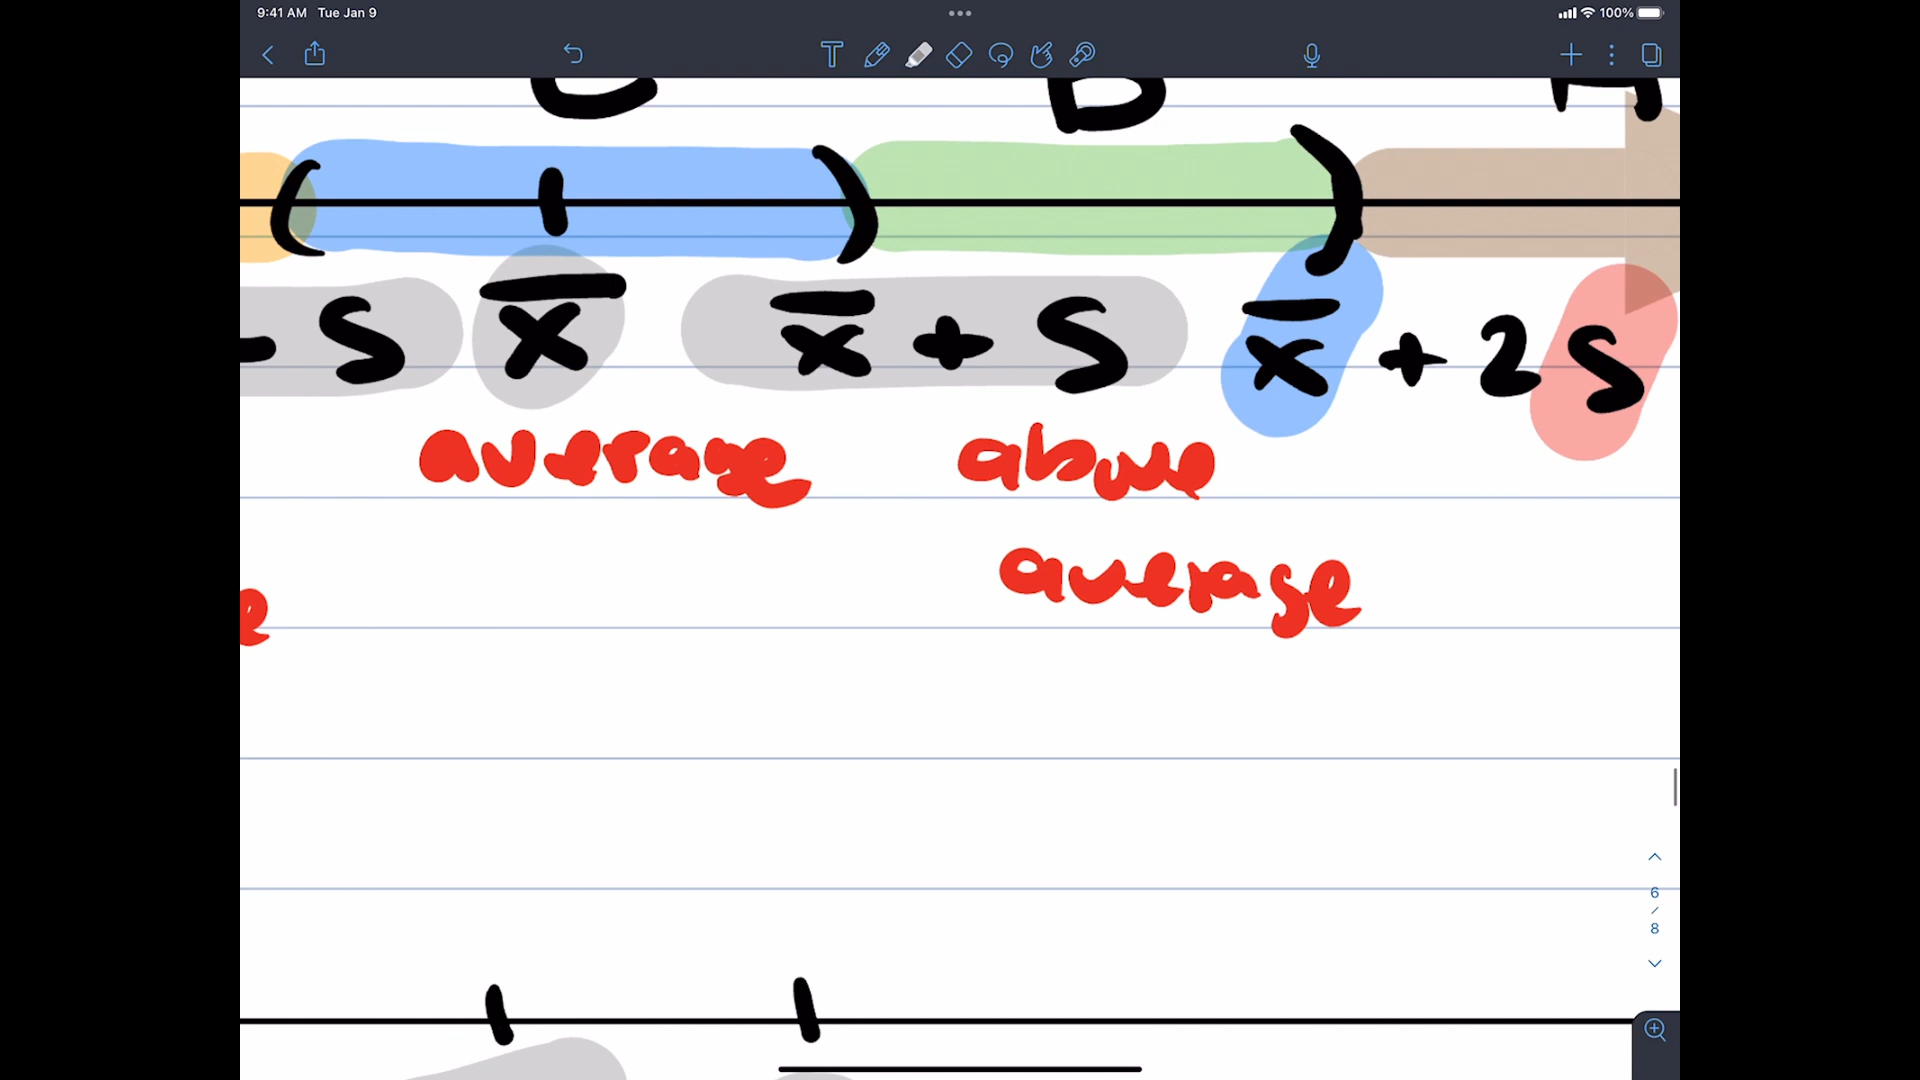 9:41 AM Tue Jan 9
100%
T
B
( )
)
- S x̅ x̅ + S x̅ + 2S
average above
average
e
6
/
8